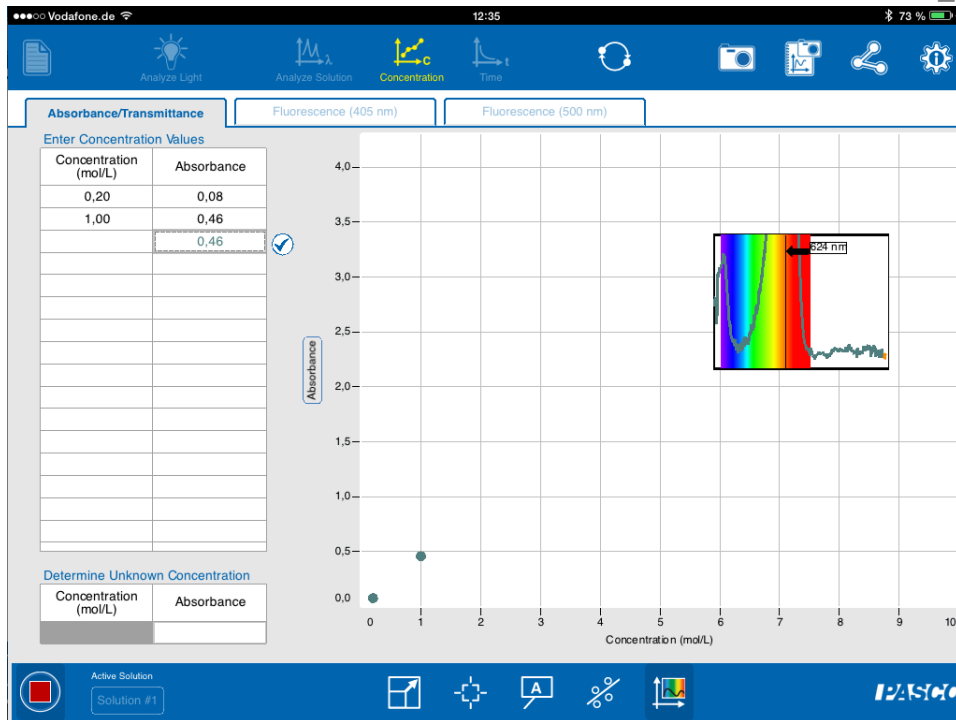 Vodafone.de 12:35 73 %
Analyze Light Analyze Solution Concentration Time
λ c t
Absorbance/Transmittance Fluorescence (405 nm) Fluorescence (500 nm)
Enter Concentration Values
Concentration (mol/L) Absorbance
0,20 0,08
1,00 0,46
0,46
Determine Unknown Concentration
Concentration (mol/L) Absorbance
4,0
3,5
3,0
2,5
2,0
1,5
1,0
0,5
0,0
Absorbance
624 nm
0 1 2 3 4 5 6 7 8 9 10
Concentration (mol/L)
Active Solution
Solution #1
A
PASCO